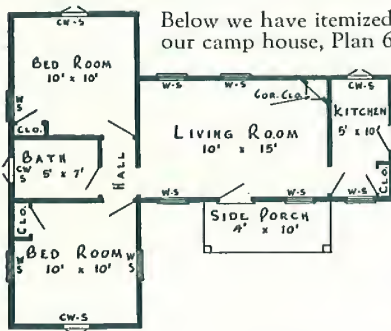 Below we have itemized
our camp house, Plan 6
CW-S
BED ROOM
10' x 10'
W-S
CLO.
BATH
5' x 7'
CW-S
HALL
CLO.
BED ROOM
10' x 10'
W-S
W-S
CW-S
W-S
W-S
COR. CLO.
LIVING ROOM
10' x 15'
W-S
W-S
CW-S
KITCHEN
5' x 10'
CLO
W-S
SIDE PORCH
4' x 10'